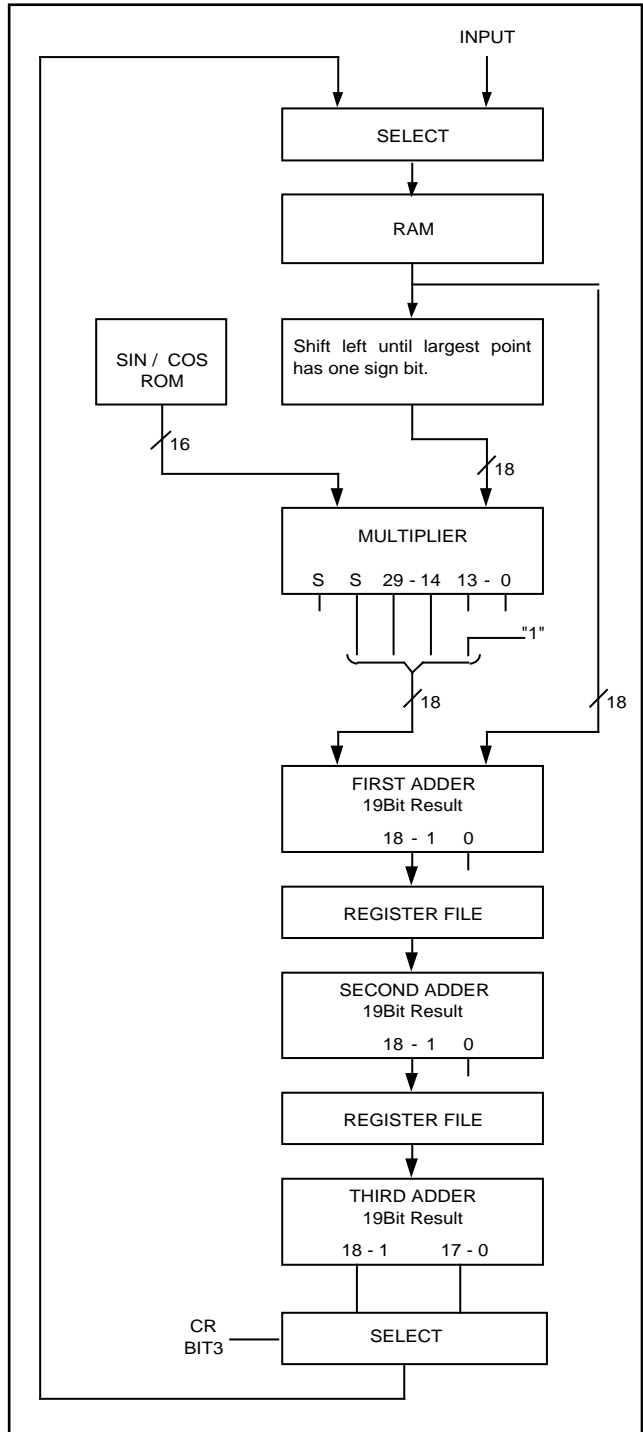 INPUT
SELECT
RAM
SIN / COS
ROM
Shift left until largest point
has one sign bit.
16
18
MULTIPLIER
S S 29 - 14 13 - 0
"1"
18
18
FIRST ADDER
19Bit Result
18 - 1 0
REGISTER FILE
SECOND ADDER
19Bit Result
18 - 1 0
REGISTER FILE
THIRD ADDER
19Bit Result
18 - 1 17 - 0
CR
BIT3
SELECT